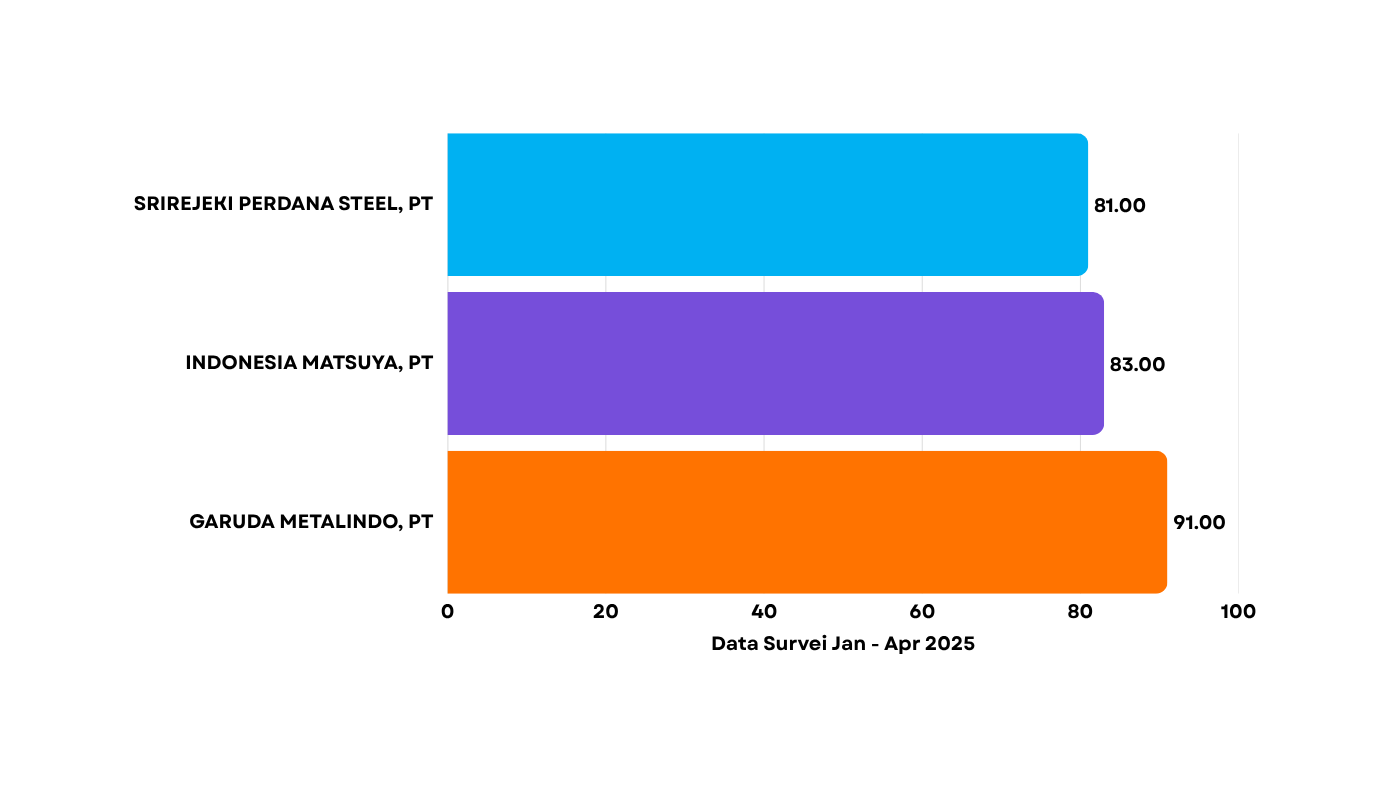 SRIREJEKI PERDANA STEEL, PT
81.00
INDONESIA MATSUYA, PT
83.00
GARUDA METALINDO, PT
91.00
0 20 40 60 80 100
Data Survei Jan - Apr 2025